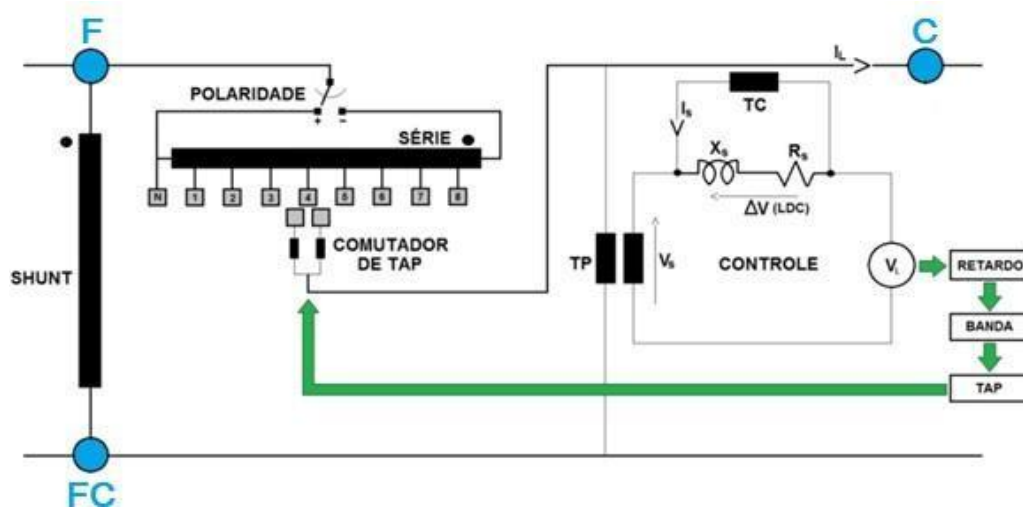 F
C
I_L
POLARIDADE
+ −
TC
I_s
SÉRIE
X_s
R_s
N 1 2 3 4 5 6 7 8
ΔV (LDC)
COMUTADOR
DE TAP
SHUNT
TP
V_s
CONTROLE
V_L
RETARDO
BANDA
TAP
FC